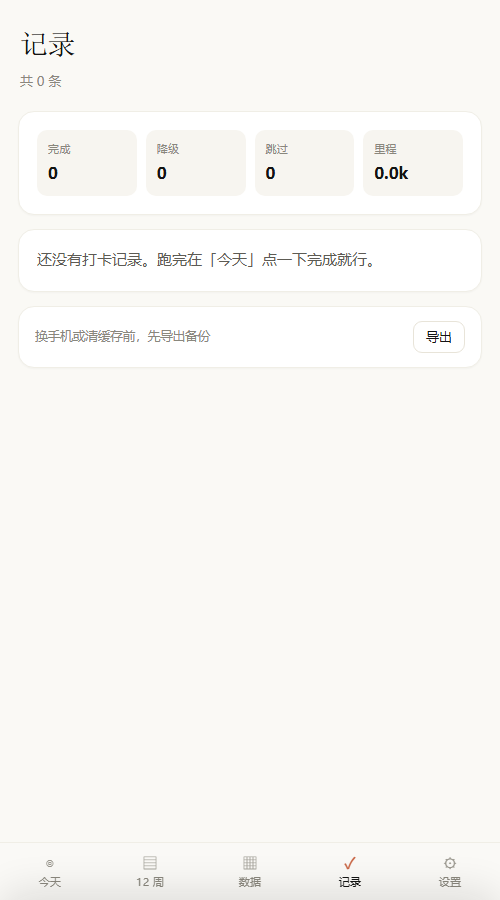 记录
共 0 条
完成 降级 跳过 里程
0 0 0 0.0k
还没有打卡记录。跑完在「今天」点一下完成就行。
换手机或清缓存前，先导出备份 导出
今天 12 周 数据 记录 设置